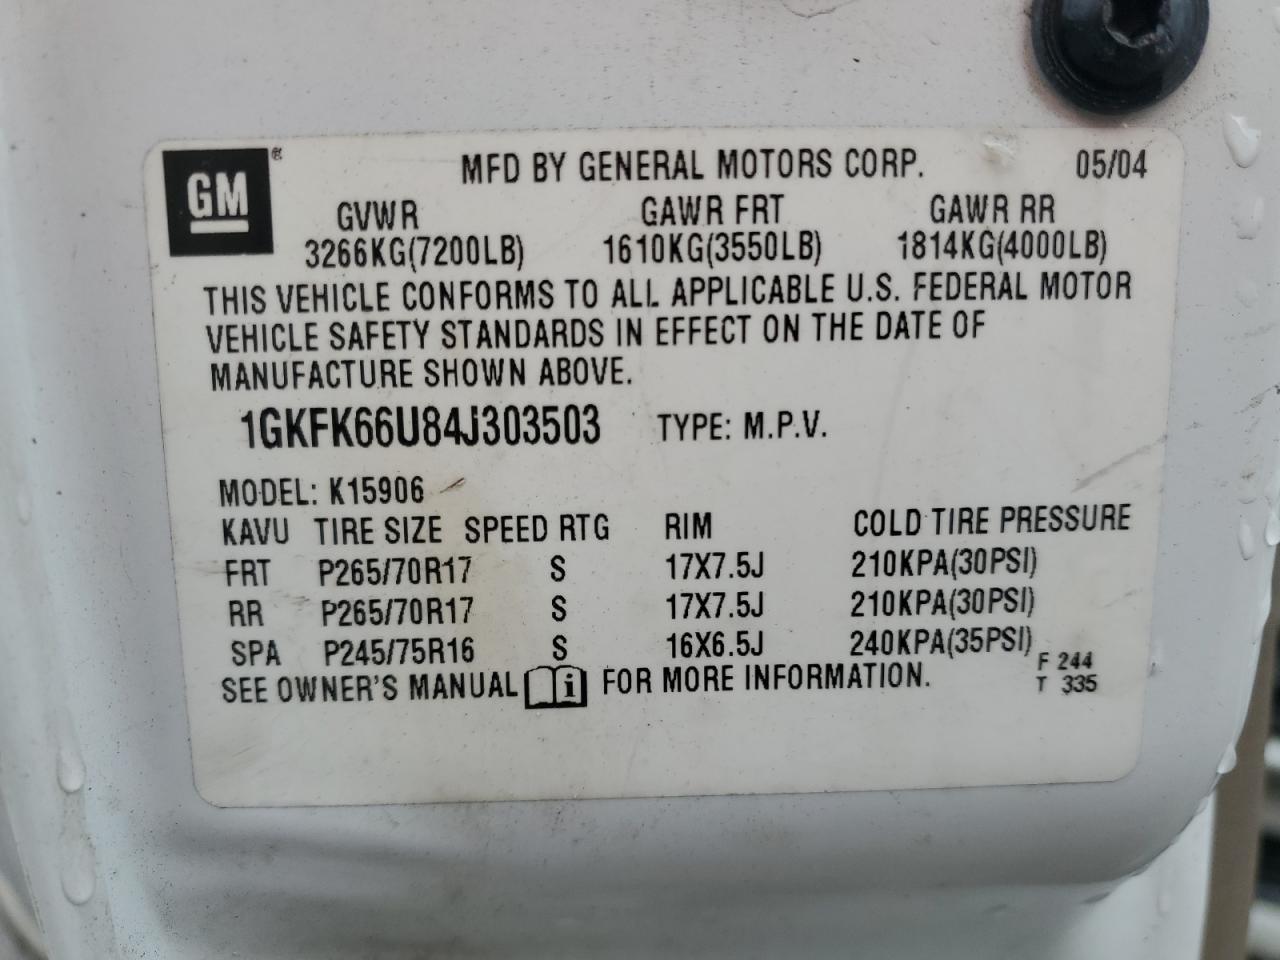 GM ® MFD BY GENERAL MOTORS CORP. 05/04
GVWR GAWR FRT GAWR RR
3266KG(7200LB) 1610KG(3550LB) 1814KG(4000LB)
THIS VEHICLE CONFORMS TO ALL APPLICABLE U.S. FEDERAL MOTOR
VEHICLE SAFETY STANDARDS IN EFFECT ON THE DATE OF
MANUFACTURE SHOWN ABOVE.
1GKFK66U84J303503 TYPE: M.P.V.
MODEL: K15906
KAVU TIRE SIZE SPEED RTG RIM COLD TIRE PRESSURE
FRT P265/70R17 S 17X7.5J 210KPA(30PSI)
RR P265/70R17 S 17X7.5J 210KPA(30PSI)
SPA P245/75R16 S 16X6.5J 240KPA(35PSI)
SEE OWNER'S MANUAL i FOR MORE INFORMATION.
F 244
T 335